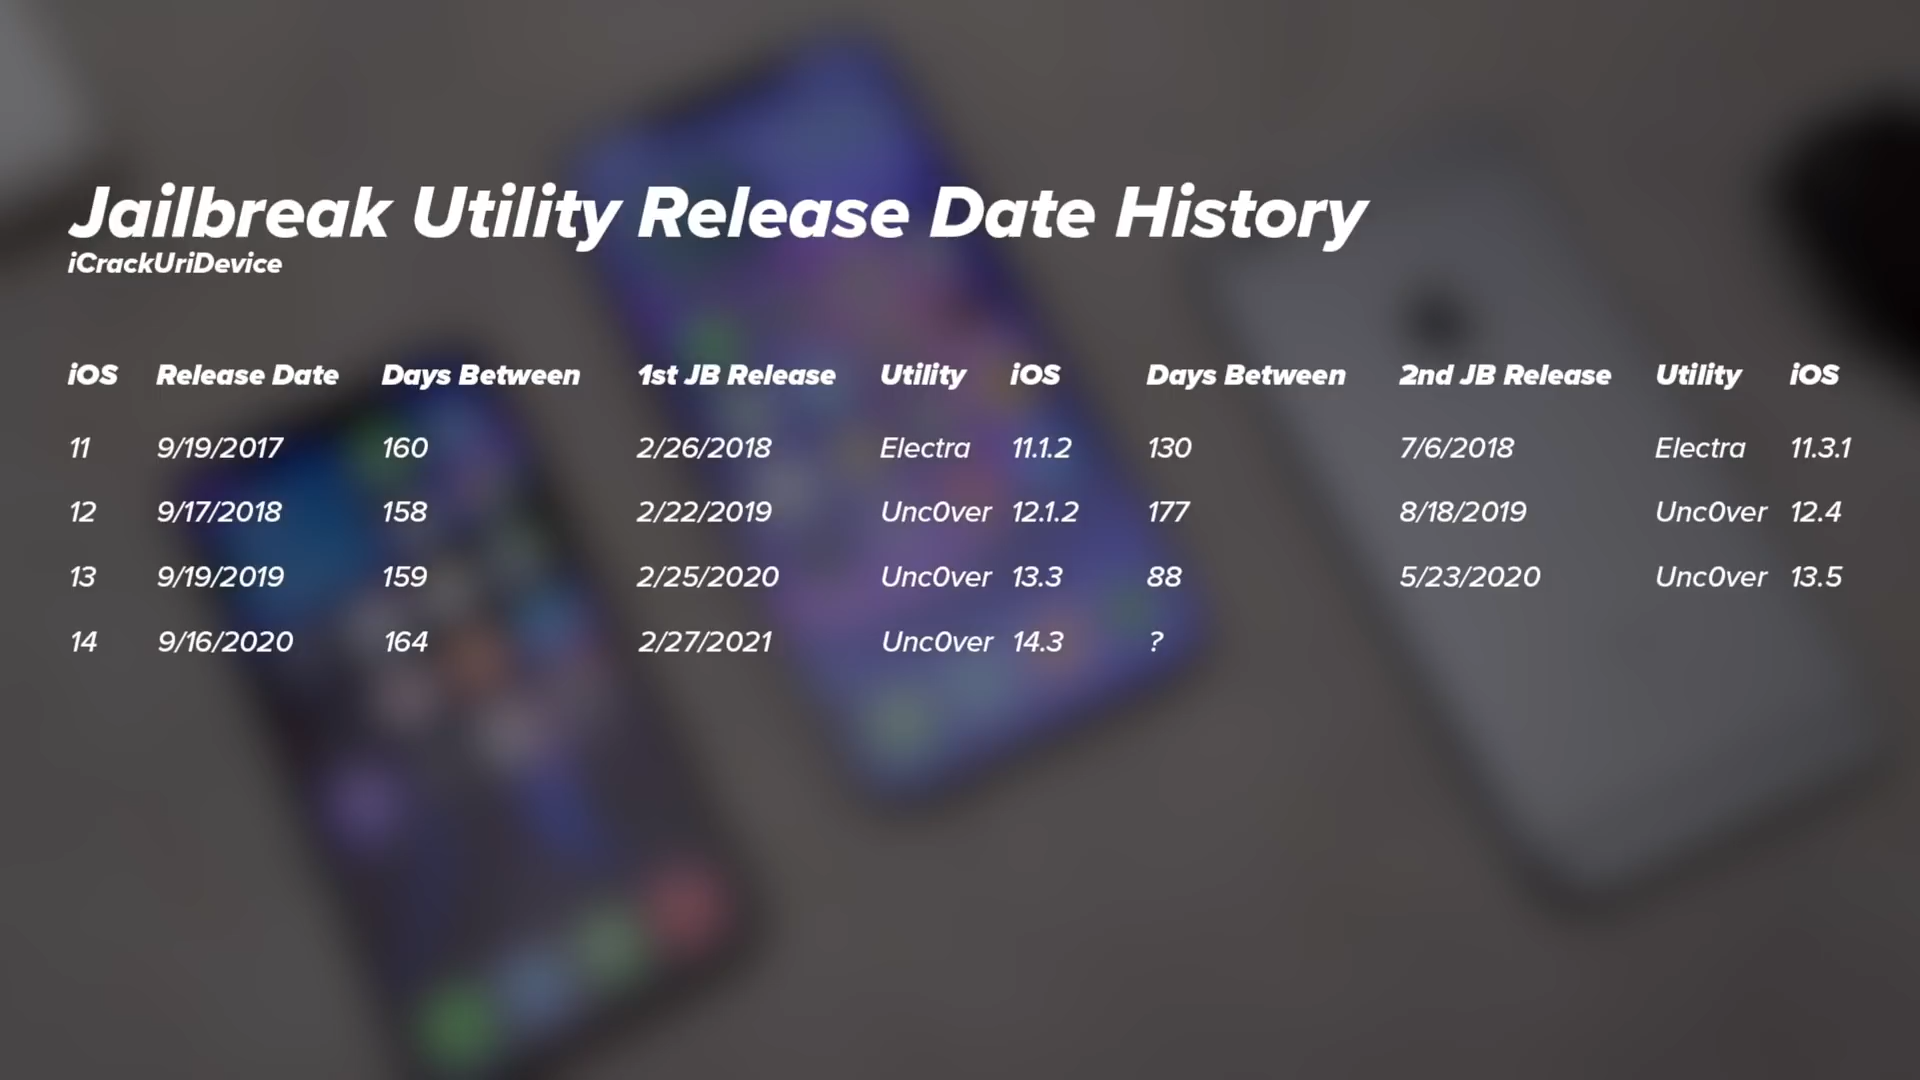 Jailbreak Utility Release Date History
iCrackUriDevice
iOS Release Date Days Between 1st JB Release Utility iOS Days Between 2nd JB Release Utility iOS
11 9/19/2017 160 2/26/2018 Electra 11.1.2 130 7/6/2018 Electra 11.3.1
12 9/17/2018 158 2/22/2019 Unc0ver 12.1.2 177 8/18/2019 Unc0ver 12.4
13 9/19/2019 159 2/25/2020 Unc0ver 13.3 88 5/23/2020 Unc0ver 13.5
14 9/16/2020 164 2/27/2021 Unc0ver 14.3 ?